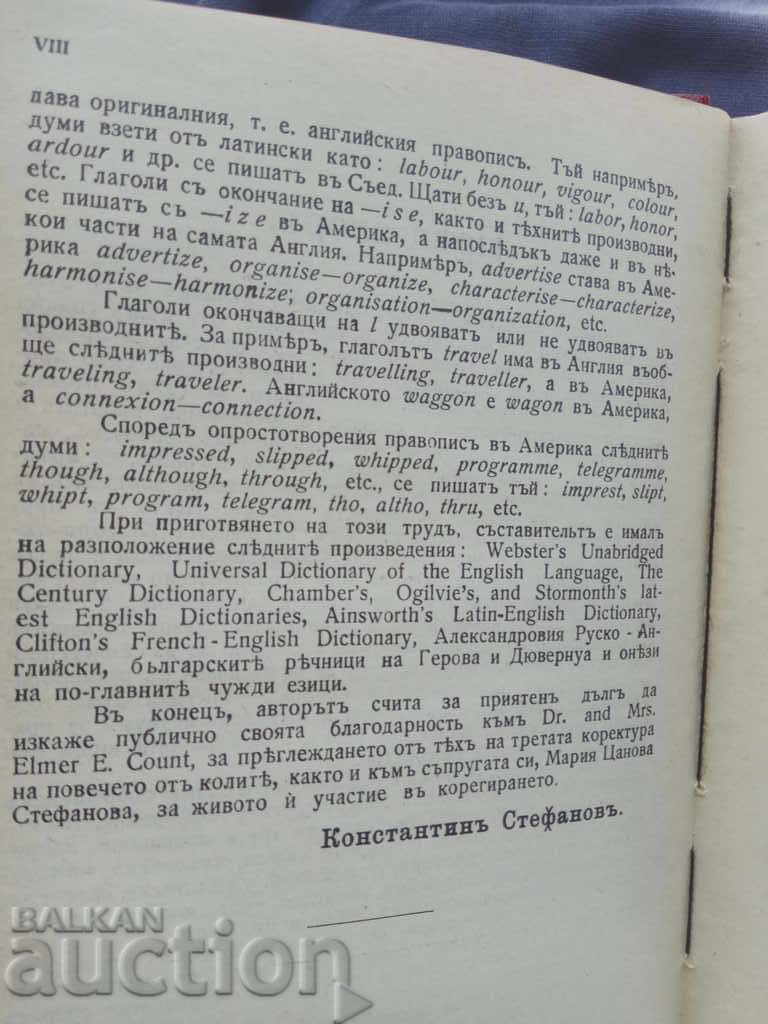 VIII
дава оригиналния, т. е. английския правопис. Тъй напримѣръ,
думи взети отъ латински като: labour, honour, vigour, colour,
ardour и др. се пишатъ въ Съед. Щати безъ u, тъй: labor, honor,
etc. Глаголи съ окончание на —ise, както и тѣхнитѣ производни,
се пишатъ съ —ize въ Америка, а напослѣдъкъ даже и въ нѣ-
кои части на самата Англия. Напримѣръ, advertise става въ Аме-
рика advertize, organise—organize, characterise—characterize,
harmonise—harmonize; organisation—organization, etc.
Глаголи окончаващи на l удвояватъ или не удвояватъ въ
производнитѣ. За примѣръ, глаголътъ travel има въ Англия въоб-
ще слѣднитѣ производни: travelling, traveller, а въ Америка,
traveling, traveler. Английското waggon е wagon въ Америка,
а connexion—connection.
Споредъ опростотворения правопис въ Америка слѣднитѣ
думи: impressed, slipped, whipped, programme, telegramme,
though, although, through, etc., се пишатъ тъй: imprest, slipt,
whipt, program, telegram, tho, altho, thru, etc.
При приготвянето на този трудъ, съставительтъ е ималъ
на разположение слѣднитѣ произведения: Webster's Unabridged
Dictionary, Universal Dictionary of the English Language, The
Century Dictionary, Chamber's, Ogilvie's, and Stormonth's lat-
est English Dictionaries, Ainsworth's Latin-English Dictionary,
Clifton's French-English Dictionary, Александровия Руско-Ан-
глийски, българскитѣ рѣчници на Герова и Дювернуа и онѣзи
на по-главнитѣ чужди езици.
Въ конецъ, авторътъ счита за приятенъ дългъ да
изкаже публично своята благодарность къмъ Dr. and Mrs.
Elmer E. Count, за прѣглеждането отъ тѣхъ на третата коректура
на повечето отъ колитѣ, както и къмъ съпругата си, Мария Цанова
Стефанова, за живото ѝ участие въ корегирането.
Константинъ Стефановъ.
BALKAN
auction